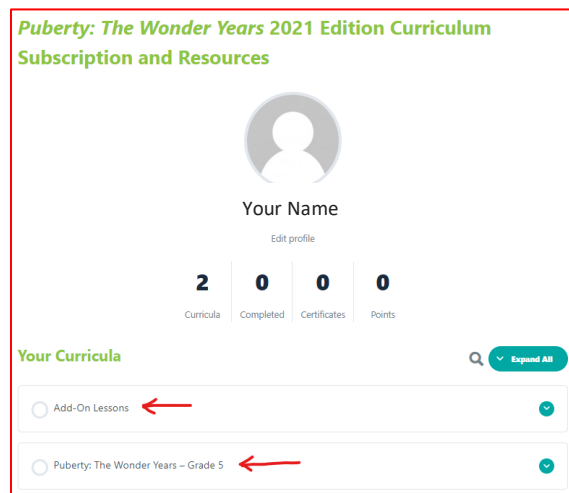 Puberty: The Wonder Years 2021 Edition Curriculum
Subscription and Resources
Your Name
Edit profile
2 0 0 0
Curricula Completed Certificates Points
Your Curricula Expand All
Add-On Lessons
Puberty: The Wonder Years – Grade 5